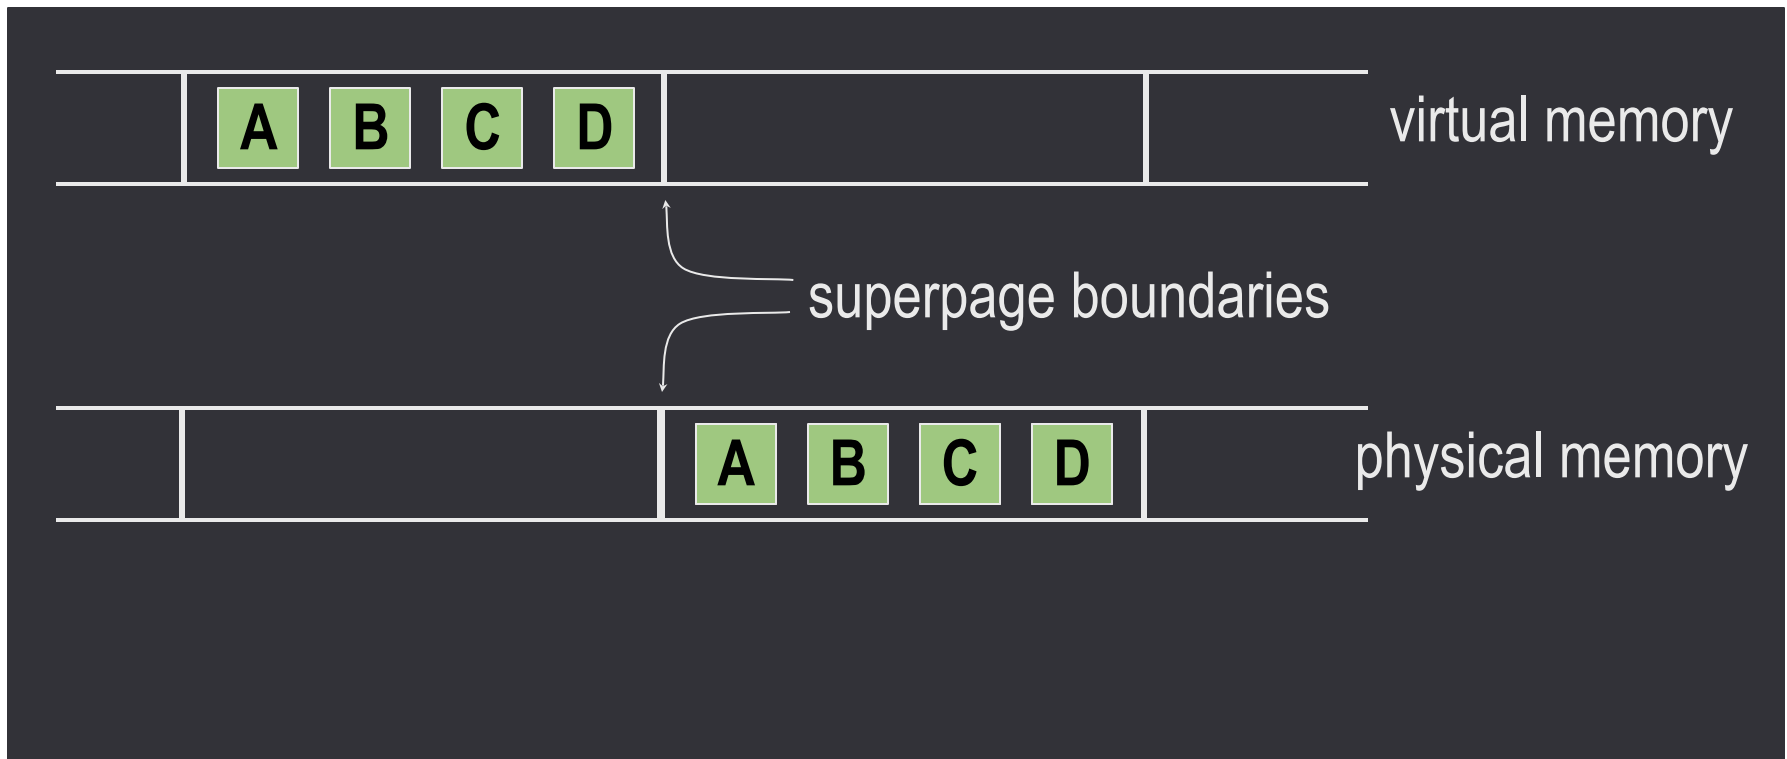 A B C D
virtual memory
superpage boundaries
A B C D
physical memory